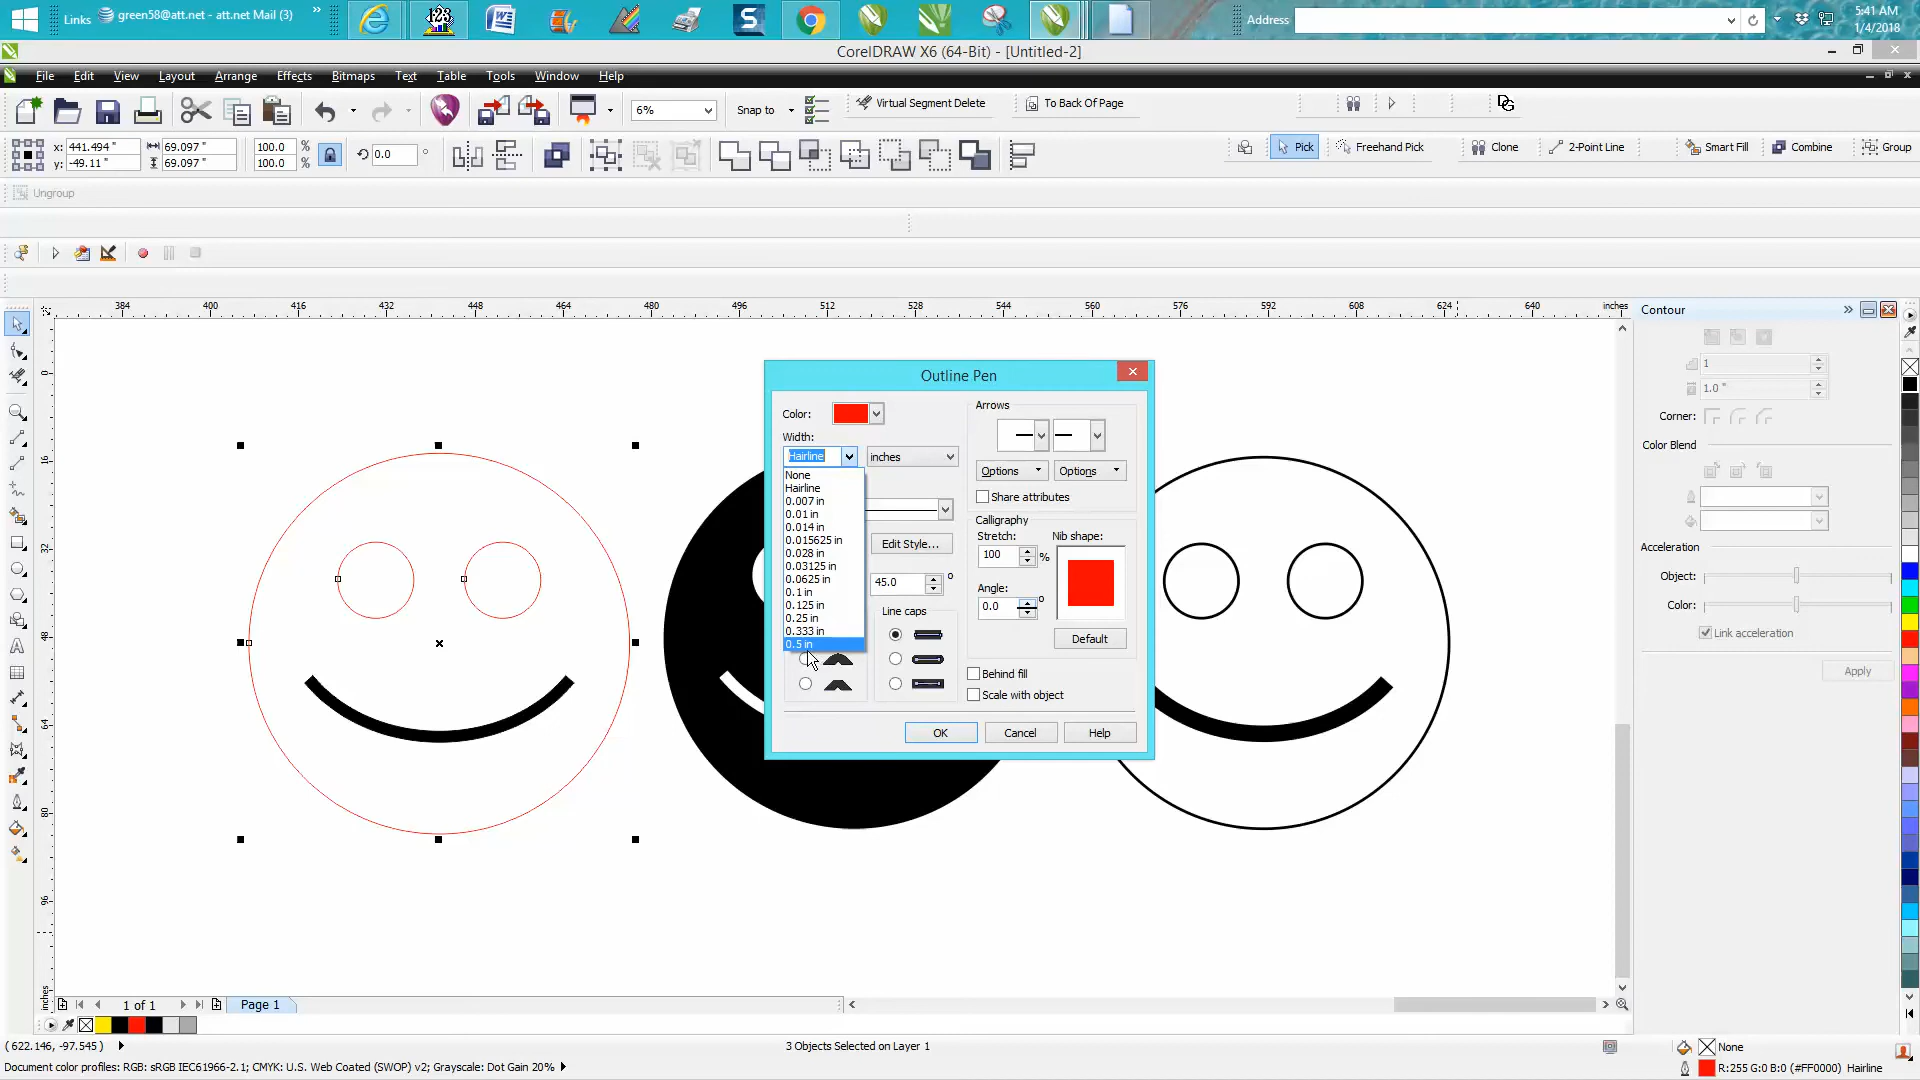 Links
green58@att.net - att.net Mail (3)
Address
5:41 AM
1/4/2018
CorelDRAW X6 (64-Bit) - [Untitled-2]
File Edit View Layout Arrange Effects Bitmaps Text Table Tools Window Help
6%
Snap to
Virtual Segment Delete
To Back Of Page
x: 441.494 "
y: -49.11 "
69.097 "
69.097 "
100.0 %
100.0 %
0.0 °
Pick
Freehand Pick
Clone
2-Point Line
Smart Fill
Combine
Group
Ungroup
384 400 416 432 448 464 480 496 512 528 544 560 576 592 608 624 640 inches
0
16
32
48
64
80
96
inches
Outline Pen
Color:
Width:
Hairline
inches
None
Hairline
0.007 in
0.01 in
0.014 in
0.015625 in
0.028 in
0.03125 in
0.0625 in
0.1 in
0.125 in
0.25 in
0.333 in
0.5 in
Edit Style...
45.0 °
Line caps
Arrows
Options
Options
Share attributes
Calligraphy
Stretch:
100 %
Nib shape:
Angle:
0.0 °
Default
Behind fill
Scale with object
OK
Cancel
Help
Contour
1
1.0 "
Corner:
Color Blend
Acceleration
Object:
Color:
Link acceleration
Apply
1 of 1
Page 1
( 622.146, -97.545 )
3 Objects Selected on Layer 1
None
Document color profiles: RGB: sRGB IEC61966-2.1; CMYK: U.S. Web Coated (SWOP) v2; Grayscale: Dot Gain 20%
R:255 G:0 B:0 (#FF0000) Hairline